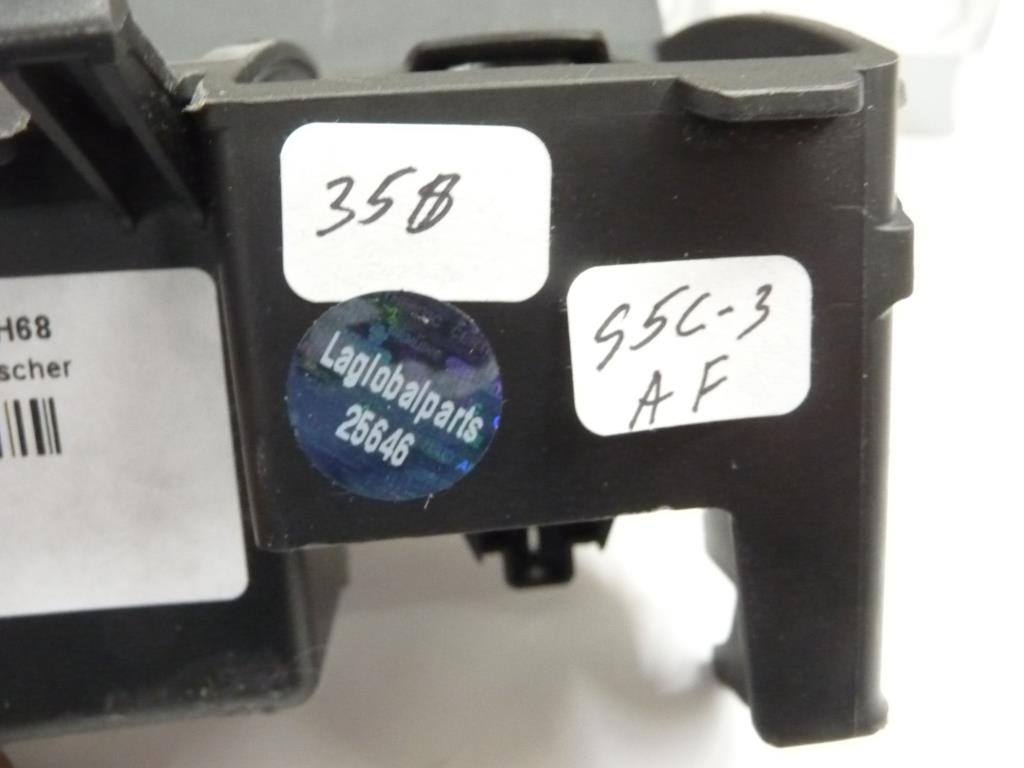 358
Laglobalparts
25646
S5C-3
AF
H68
scher